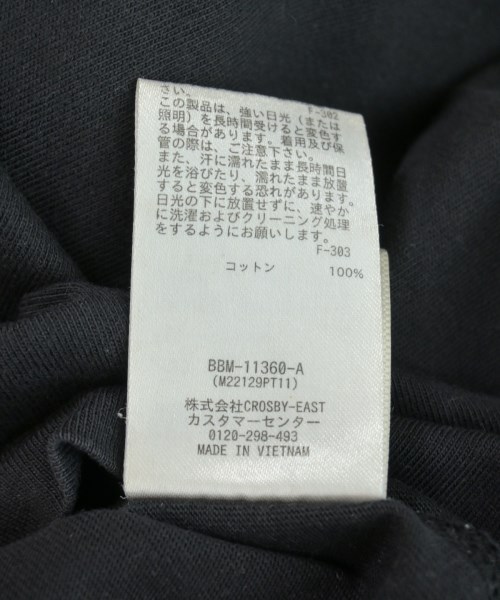 さい。
F-302
この製品は、強い日光（または
照明）を長時間受けると変色す
る場合があります。着用及び保
管の際は、ご注意下さい。
また、汗に濡れたまま長時間日
光を浴びたり、濡れたまま放置
すると変色する恐れがあります。
日光の下に放置せずに、速やか
に洗濯およびクリーニング処理
をするようにお願いします。
F-303
コットン 100%
BBM-11360-A
(M22129PT11)
株式会社CROSBY-EAST
カスタマーセンター
0120-298-493
MADE IN VIETNAM